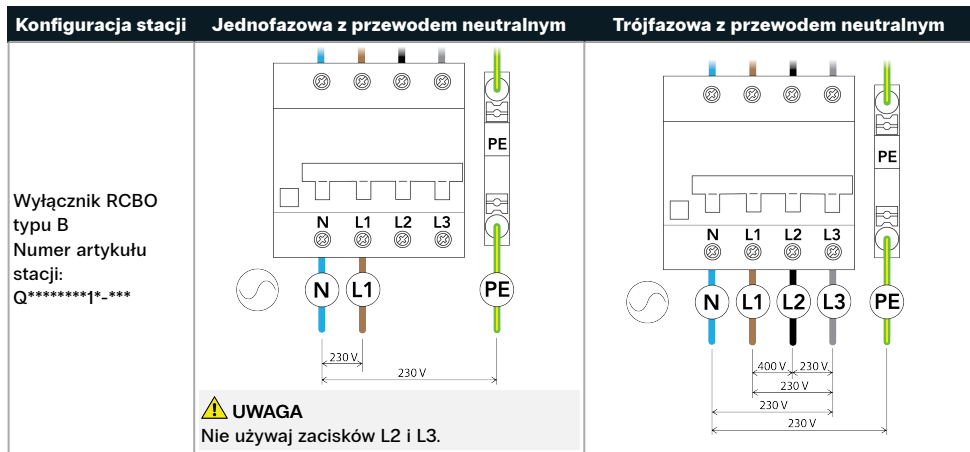 Konfiguracja stacji
Jednofazowa z przewodem neutralnym
Trójfazowa z przewodem neutralnym
Wyłącznik RCBO
typu B
Numer artykułu
stacji:
Q********1*-***
PE
N L1 L2 L3
N L1 PE
230 V
230 V
UWAGA
Nie używaj zacisków L2 i L3.
PE
N L1 L2 L3
N L1 L2 L3 PE
400 V 230 V
230 V
230 V
230 V